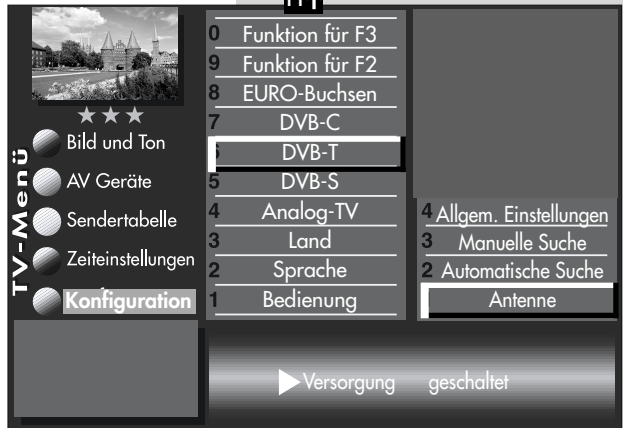 TV-Menü
Bild und Ton
AV Geräte
Sendertabelle
Zeiteinstellungen
Konfiguration
0 Funktion für F3
9 Funktion für F2
8 EURO-Buchsen
7 DVB-C
DVB-T
5 DVB-S
4 Analog-TV
3 Land
2 Sprache
1 Bedienung
4 Allgem. Einstellungen
3 Manuelle Suche
2 Automatische Suche
Antenne
Versorgung geschaltet